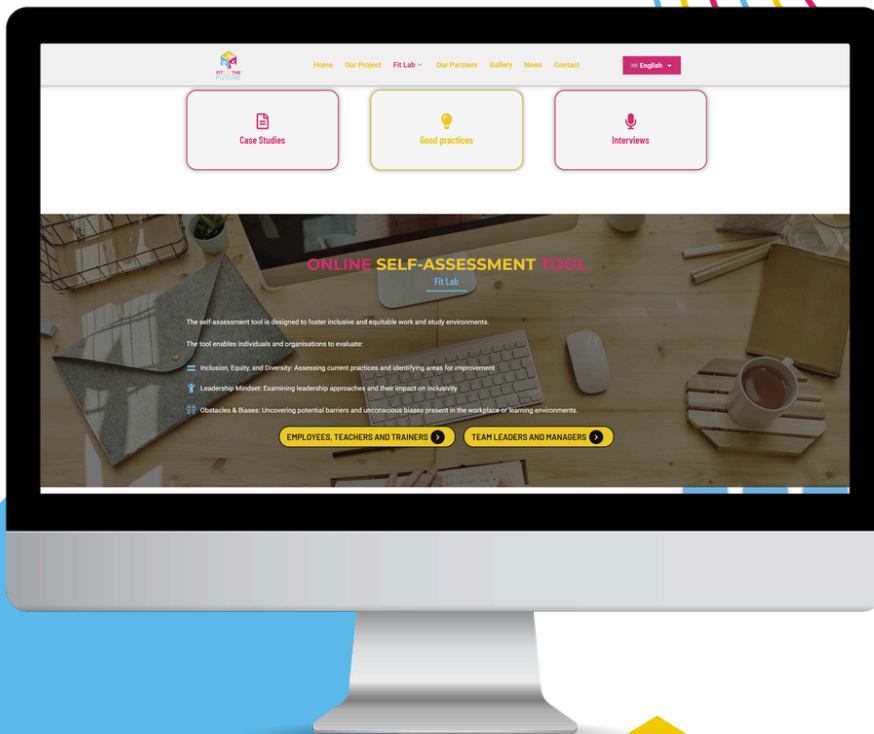 FIT FOR THE
FUTURE
Home Our Project Fit Lab Our Partners Gallery News Contact
English
Case Studies
Good practices
Interviews
ONLINE SELF-ASSESSMENT TOOL
Fit Lab
The self-assessment tool is designed to foster inclusive and equitable work and study environments.
The tool enables individuals and organisations to evaluate:
Inclusion, Equity, and Diversity: Assessing current practices and identifying areas for improvement
Leadership Mindset: Examining leadership approaches and their impact on inclusivity
Obstacles & Biases: Uncovering potential barriers and unconscious biases present in the workplace or learning environments.
EMPLOYEES, TEACHERS AND TRAINERS
TEAM LEADERS AND MANAGERS